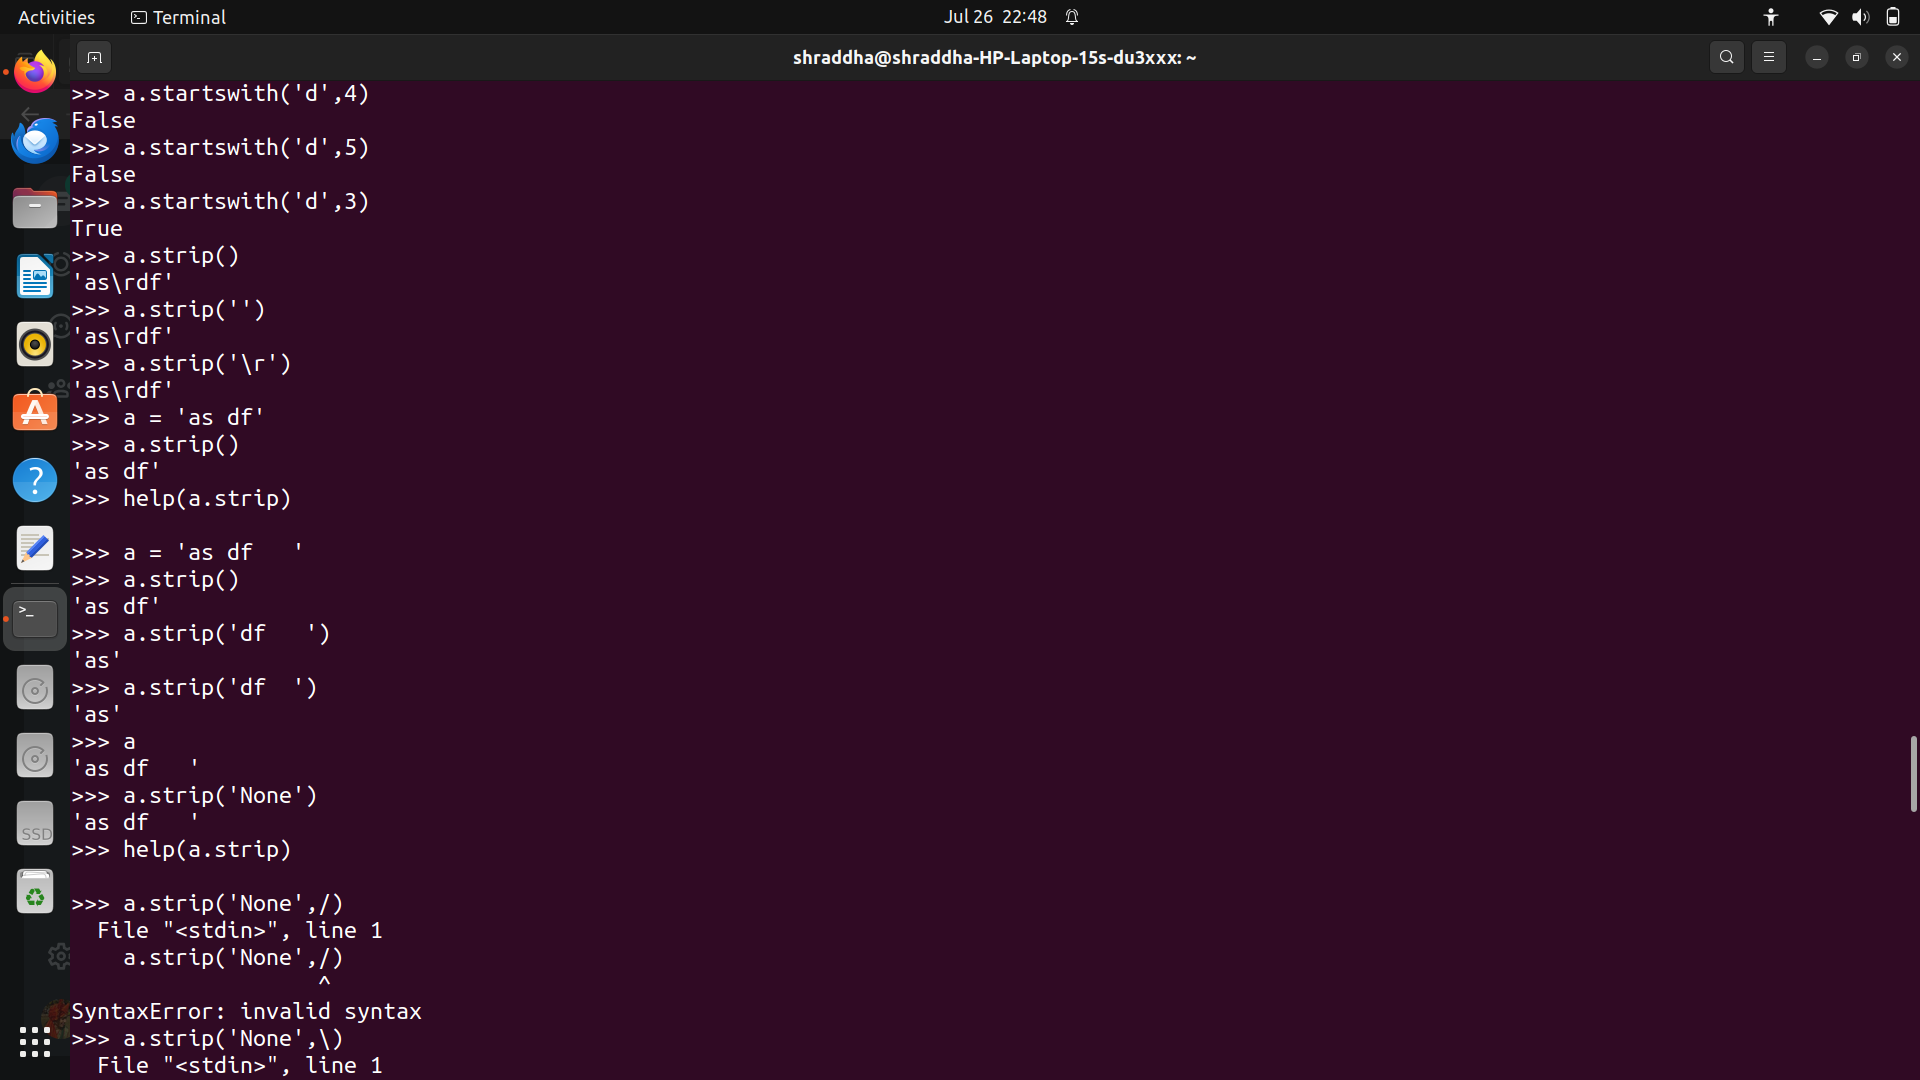 Activities
Terminal
Jul 26 22:48
shraddha@shraddha-HP-Laptop-15s-du3xxx: ~
>>> a.startswith('d',4)
False
>>> a.startswith('d',5)
False
>>> a.startswith('d',3)
True
>>> a.strip()
'as\rdf'
>>> a.strip('')
'as\rdf'
>>> a.strip('\r')
'as\rdf'
>>> a = 'as df'
>>> a.strip()
'as df'
>>> help(a.strip)
>>> a = 'as df   '
>>> a.strip()
'as df'
>>> a.strip('df   ')
'as'
>>> a.strip('df  ')
'as'
>>> a
'as df   '
>>> a.strip('None')
'as df   '
>>> help(a.strip)
>>> a.strip('None',/)
  File "<stdin>", line 1
    a.strip('None',/)
                   ^
SyntaxError: invalid syntax
>>> a.strip('None',\)
  File "<stdin>", line 1
?
>_
SSD